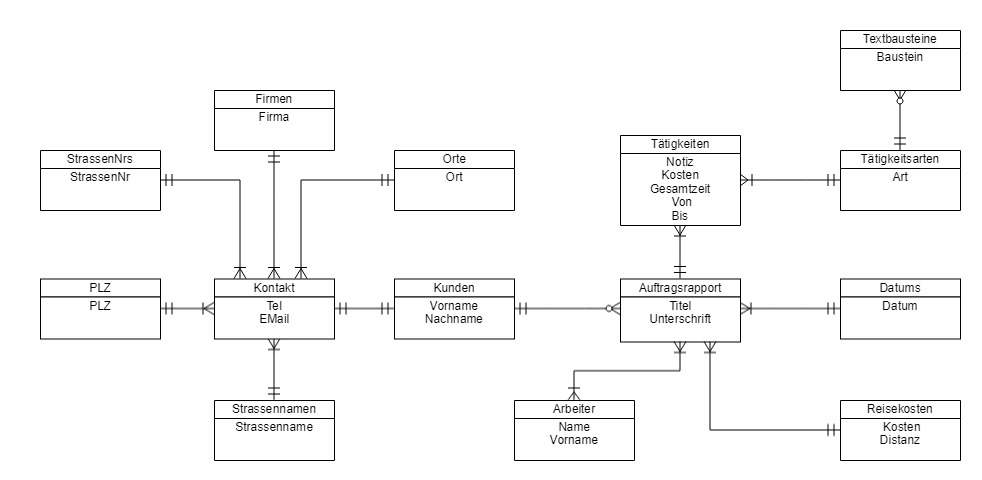 Textbausteine
Baustein
Firmen
Firma
StrassenNrs
StrassenNr
Orte
Ort
Tätigkeiten
Notiz
Kosten
Gesamtzeit
Von
Bis
Tätigkeitsarten
Art
PLZ
PLZ
Kontakt
Tel
EMail
Kunden
Vorname
Nachname
Auftragsrapport
Titel
Unterschrift
Datums
Datum
Strassennamen
Strassenname
Arbeiter
Name
Vorname
Reisekosten
Kosten
Distanz